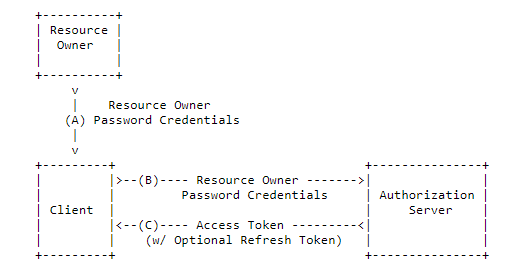 Resource
Owner
v
Resource Owner
(A) Password Credentials
v
>--(B)---- Resource Owner ------->
Password Credentials
Authorization
Client
Server
<--(C)---- Access Token ---------<
(w/ Optional Refresh Token)